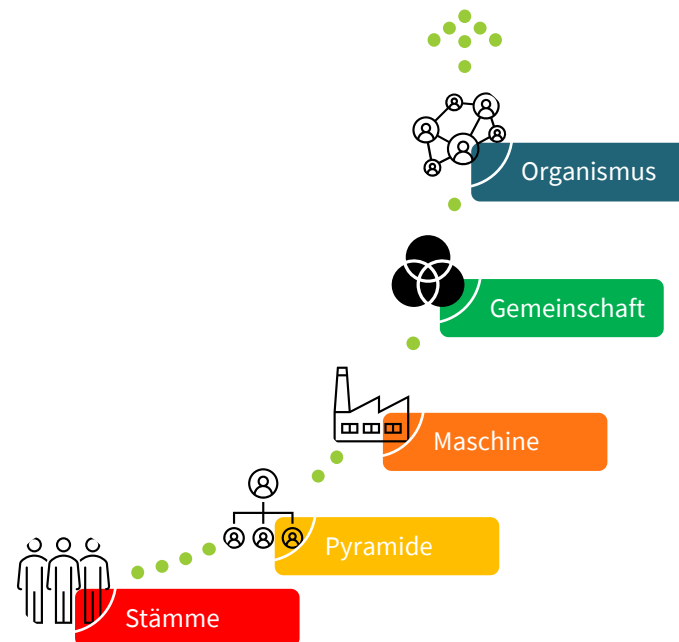 Organismus
Gemeinschaft
Maschine
Pyramide
Stämme